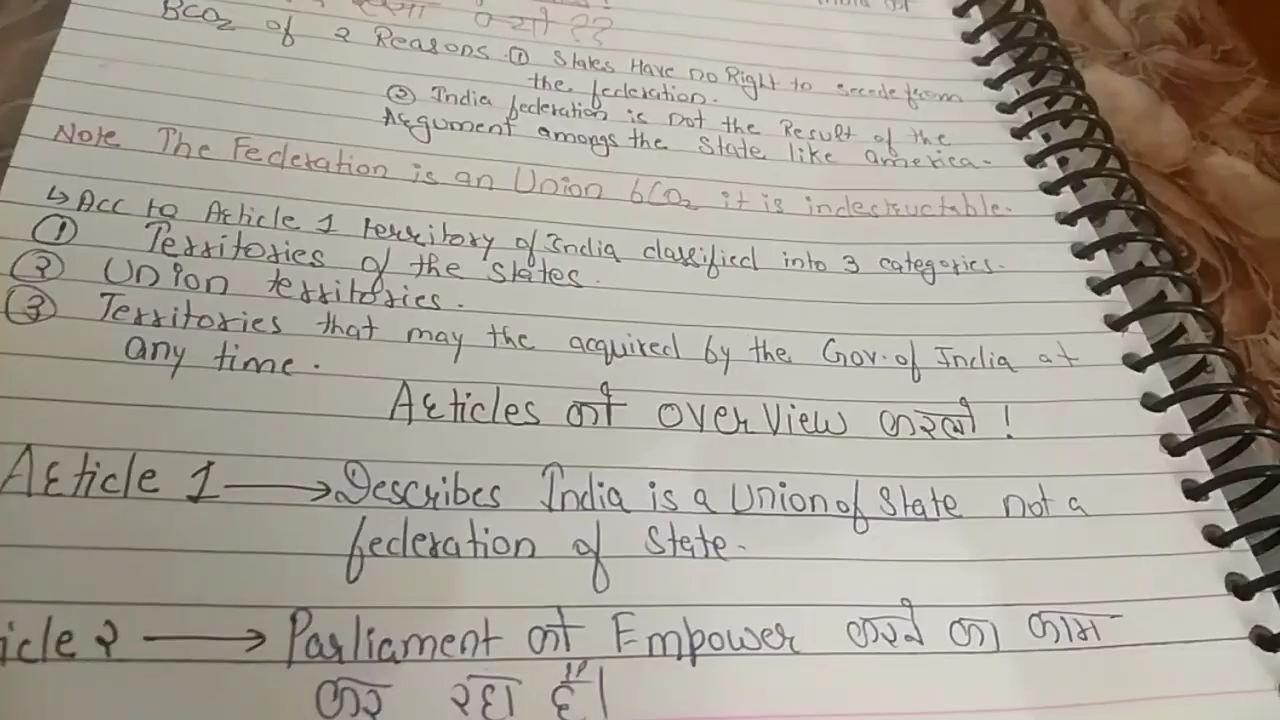 क्यों ??
BCO2 of 2 Reasons ① States Have no Right to secede from
the federation.
② India federation is not the Result of the
Argument amongs the State like america.
Note The Federation is an Union bCO2 it is indestructable.
↳ Acc to Article 1 territory of India classified into 3 categories.
① Territories of the states.
② Union territories.
③ Territories that may the acquired by the Gov. of India at
any time.
Articles को over view करलो !
Article 1 → Describes India is a Union of State not a
federation of State.
icle 2 → Parliament को Empower करने का काम
कर रहा है।